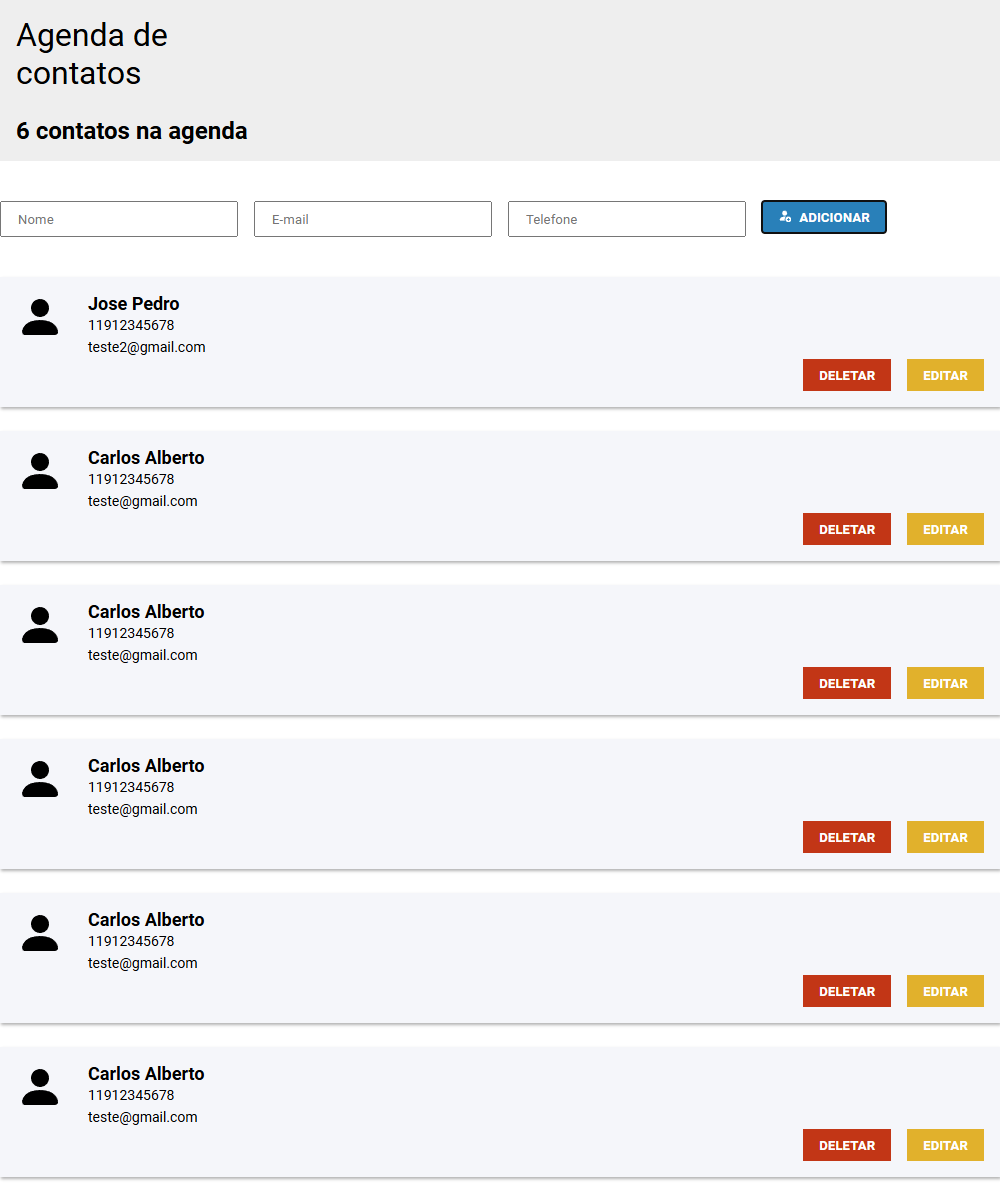 Agenda de
contatos
6 contatos na agenda
Nome E-mail Telefone ADICIONAR
Jose Pedro
11912345678
teste2@gmail.com
DELETAR EDITAR
Carlos Alberto
11912345678
teste@gmail.com
DELETAR EDITAR
Carlos Alberto
11912345678
teste@gmail.com
DELETAR EDITAR
Carlos Alberto
11912345678
teste@gmail.com
DELETAR EDITAR
Carlos Alberto
11912345678
teste@gmail.com
DELETAR EDITAR
Carlos Alberto
11912345678
teste@gmail.com
DELETAR EDITAR